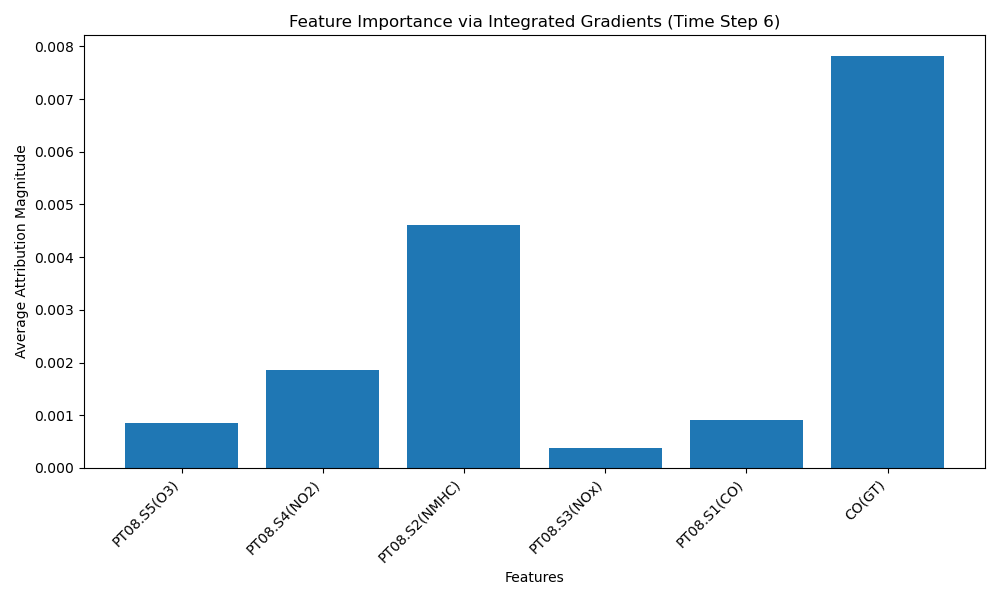 Feature Importance via Integrated Gradients (Time Step 6)
Average Attribution Magnitude
0.008
0.007
0.006
0.005
0.004
0.003
0.002
0.001
0.000
PT08.S5(O3)
PT08.S4(NO2)
PT08.S2(NMHC)
PT08.S3(NOx)
PT08.S1(CO)
CO(GT)
Features